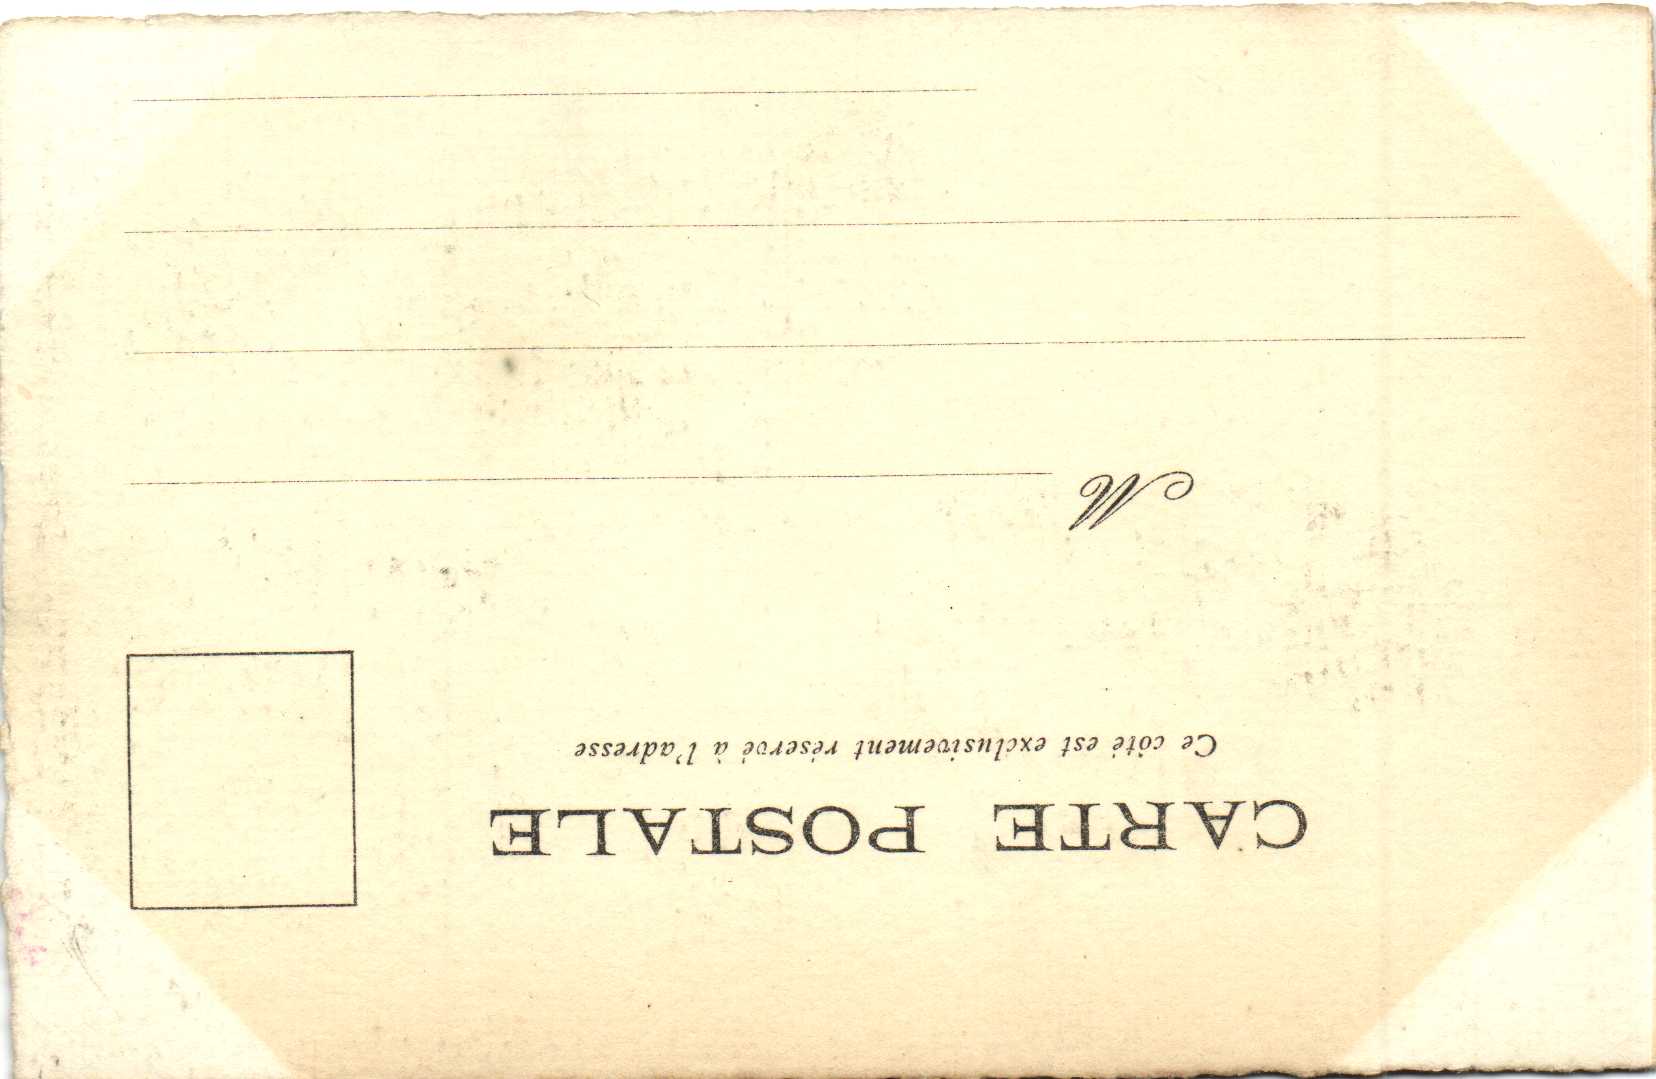 CARTE POSTALE
Ce côté est exclusivement réservé à l'adresse
M